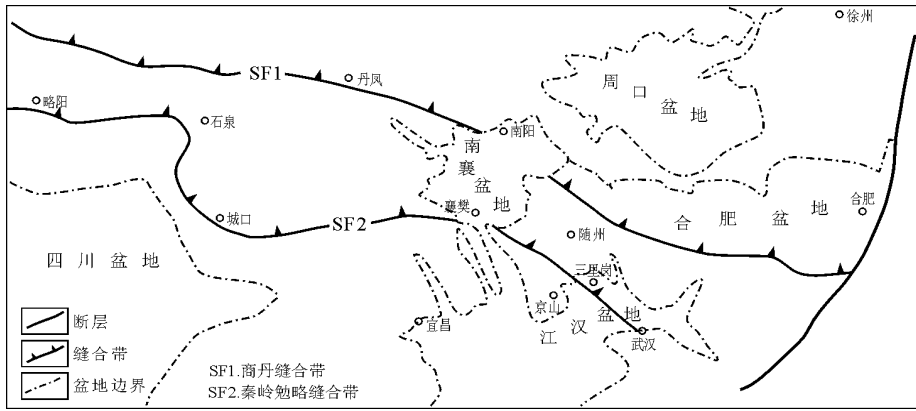 徐州
周口盆地
SF1
丹凤
略阳
石泉
南阳
南襄盆地
襄樊
合肥
合肥盆地
城口
SF2
随州
四川盆地
三里岗
京山
江汉盆地
宜昌
武汉
断层
缝合带
盆地边界
SF1.商丹缝合带
SF2.秦岭勉略缝合带